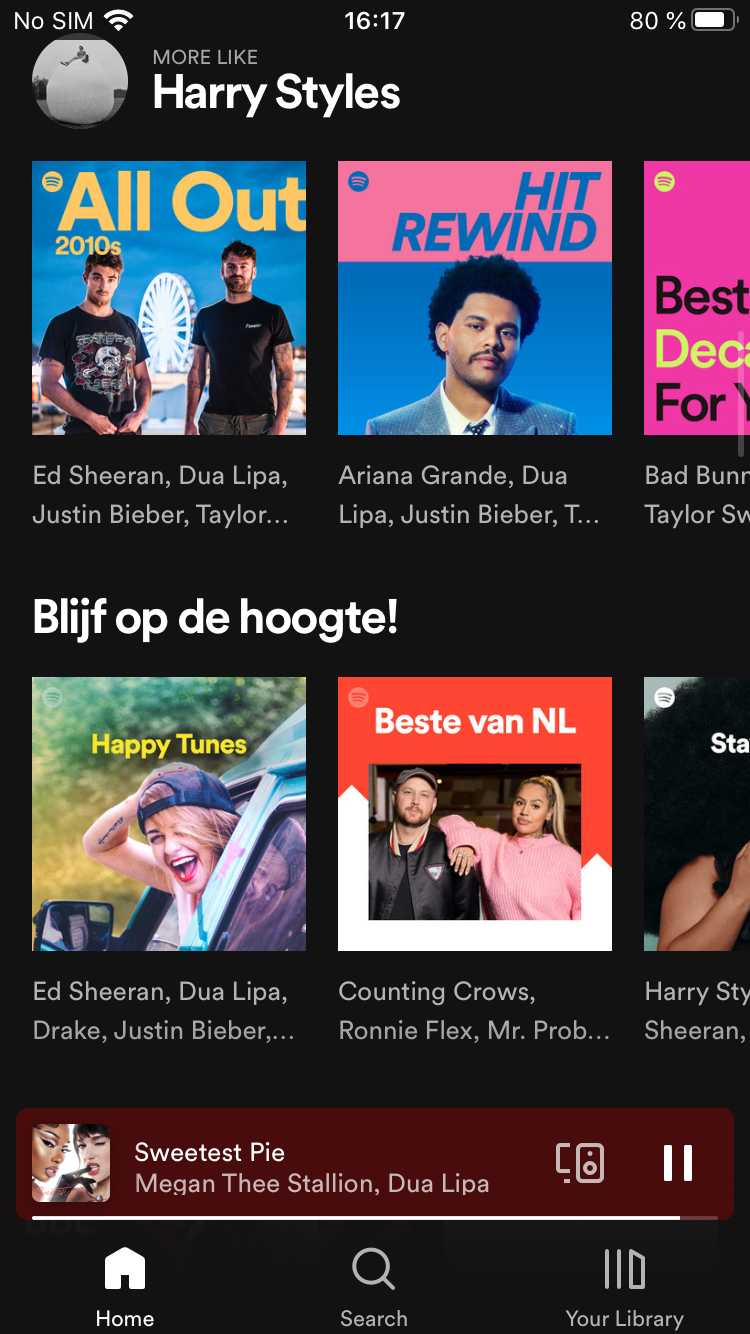 No SIM 16:17 80 %
MORE LIKE
Harry Styles
All Out
2010s
HIT
REWIND
Best
Deca
For Y
Ed Sheeran, Dua Lipa,
Justin Bieber, Taylor...
Ariana Grande, Dua
Lipa, Justin Bieber, T...
Bad Bunn
Taylor Sw
Blijf op de hoogte!
Happy Tunes
Beste van NL
Sta
Ed Sheeran, Dua Lipa,
Drake, Justin Bieber,...
Counting Crows,
Ronnie Flex, Mr. Prob...
Harry Sty
Sheeran,
Sweetest Pie
Megan Thee Stallion, Dua Lipa
Home
Search
Your Library